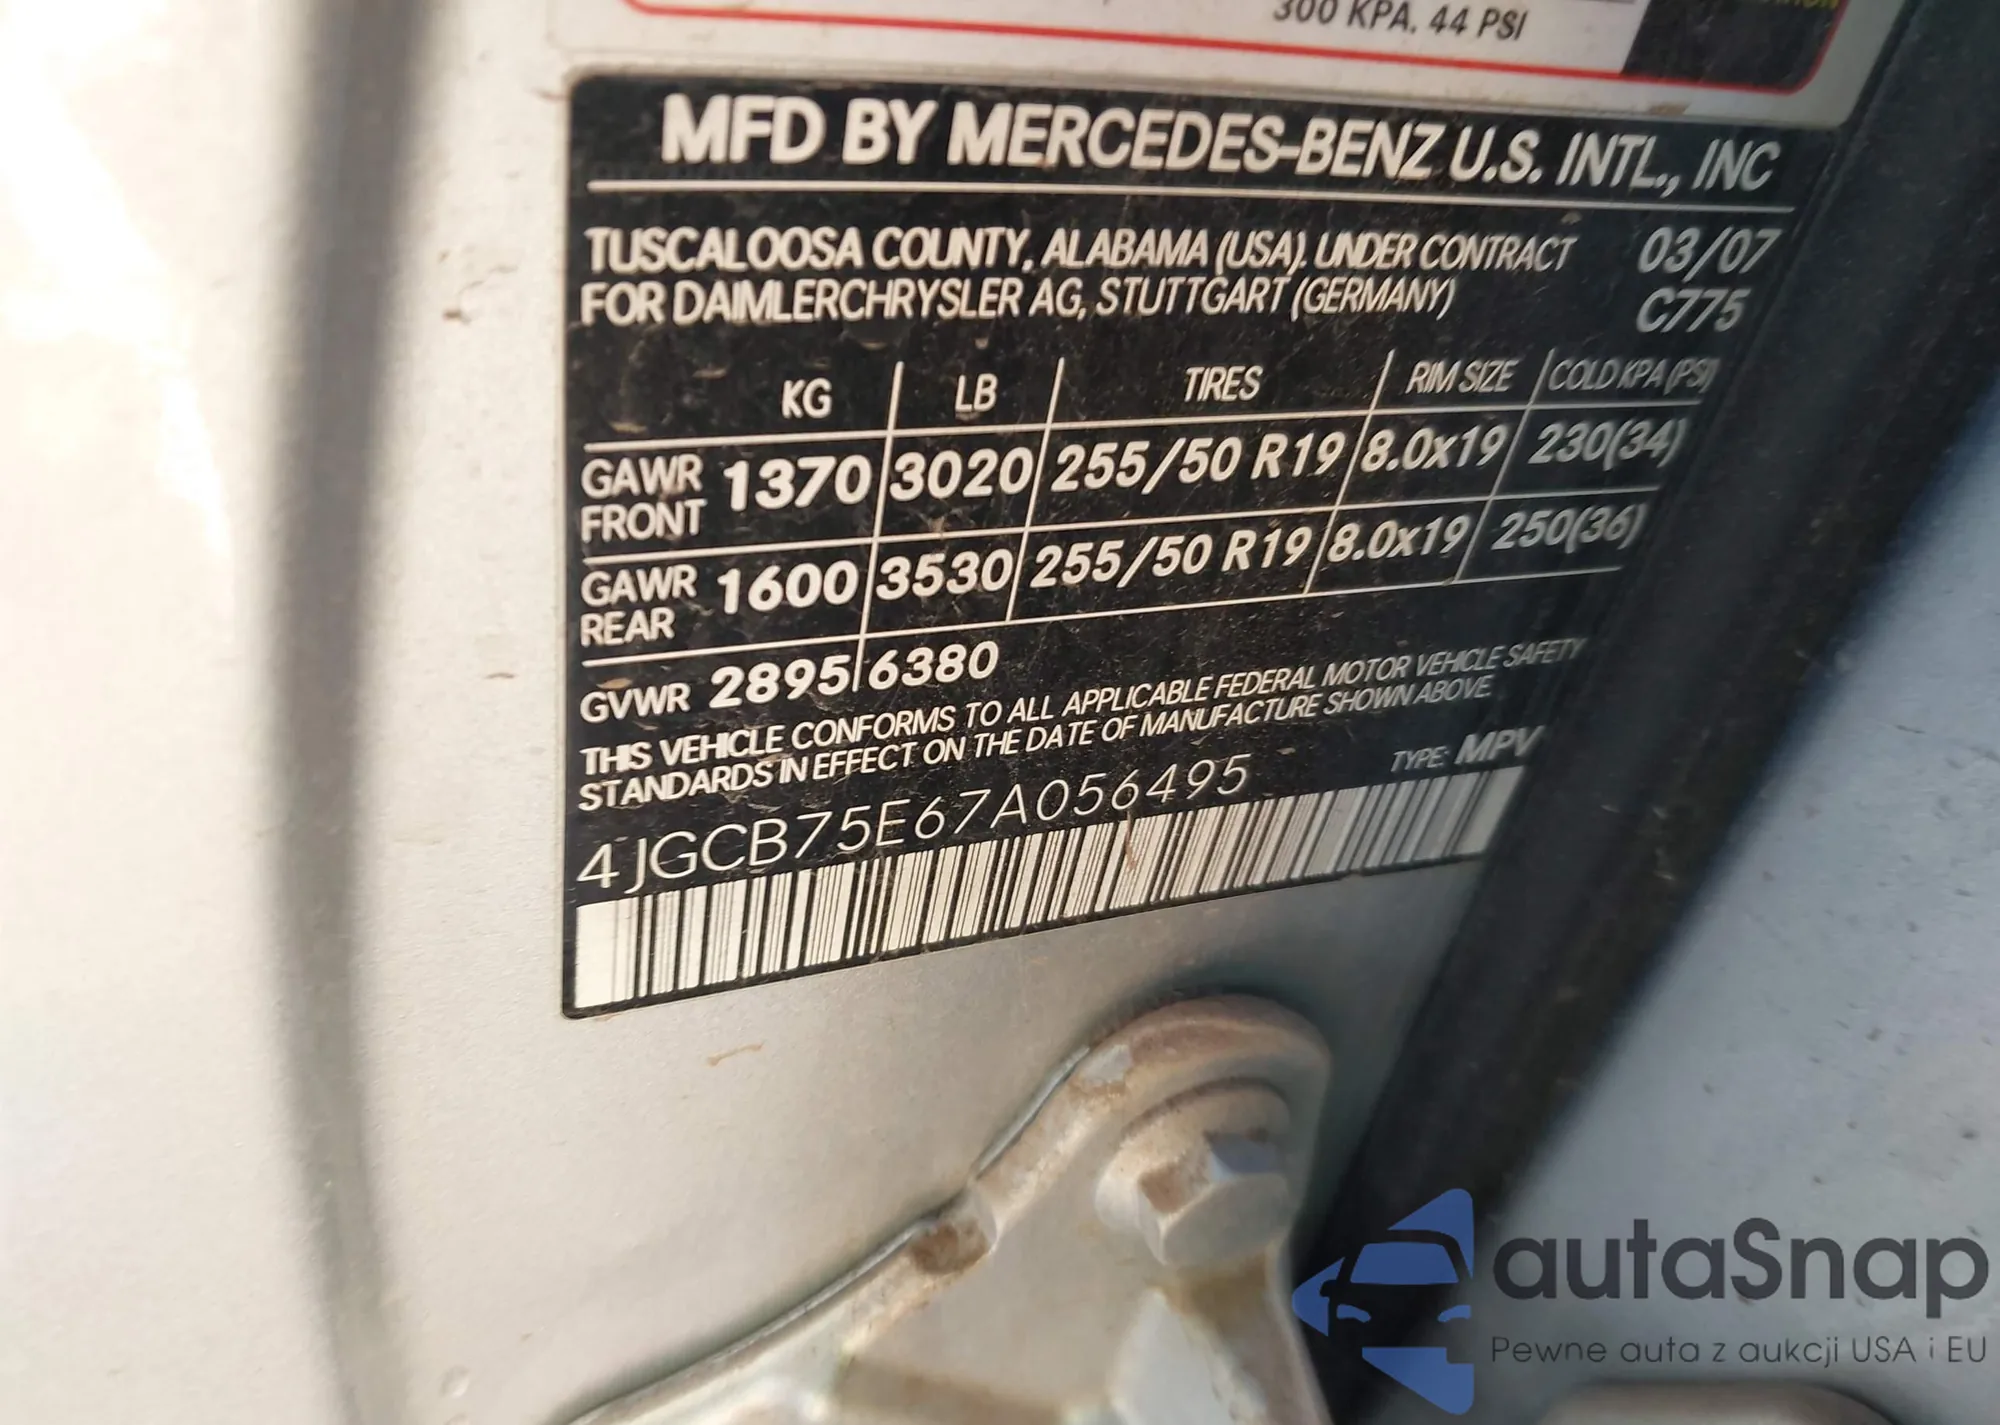 300 KPA. 44 PSI
MFD BY MERCEDES-BENZ U.S. INTL., INC
TUSCALOOSA COUNTY, ALABAMA (USA). UNDER CONTRACT 03/07
FOR DAIMLERCHRYSLER AG, STUTTGART (GERMANY) C775
KG LB TIRES RIM SIZE COLD KPA (PSI)
GAWR FRONT 1370 3020 255/50 R19 8.0x19 230(34)
GAWR REAR 1600 3530 255/50 R19 8.0x19 250(36)
GVWR 2895 6380
THIS VEHICLE CONFORMS TO ALL APPLICABLE FEDERAL MOTOR VEHICLE SAFETY
STANDARDS IN EFFECT ON THE DATE OF MANUFACTURE SHOWN ABOVE.
4JGCB75E67A056495 TYPE: MPV
autaSnap
Pewne auta z aukcji USA i EU